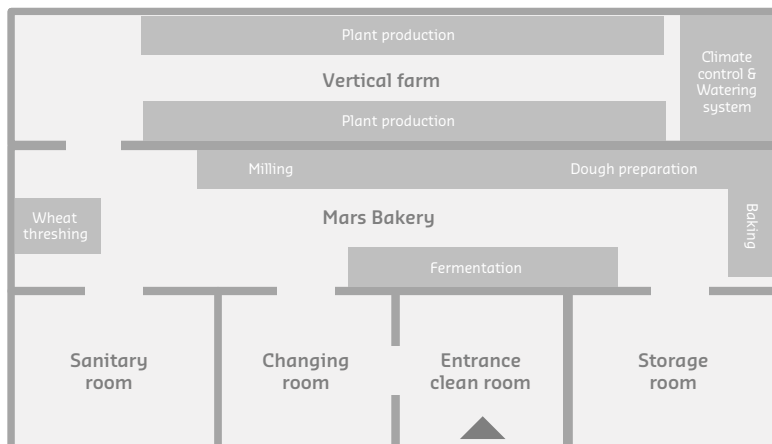 Plant production
Climate
control &
Watering
system
Vertical farm
Plant production
Milling
Dough preparation
Wheat
threshing
Mars Bakery
Baking
Fermentation
Sanitary
room
Changing
room
Entrance
clean room
Storage
room